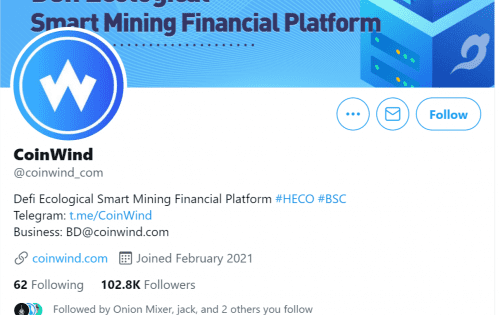 Defi Ecological
Smart Mining Financial Platform
Follow
CoinWind
@coinwind_com
Defi Ecological Smart Mining Financial Platform #HECO #BSC
Telegram: t.me/CoinWind
Business: BD@coinwind.com
coinwind.com Joined February 2021
62 Following 102.8K Followers
Followed by Onion Mixer, jack, and 2 others you follow